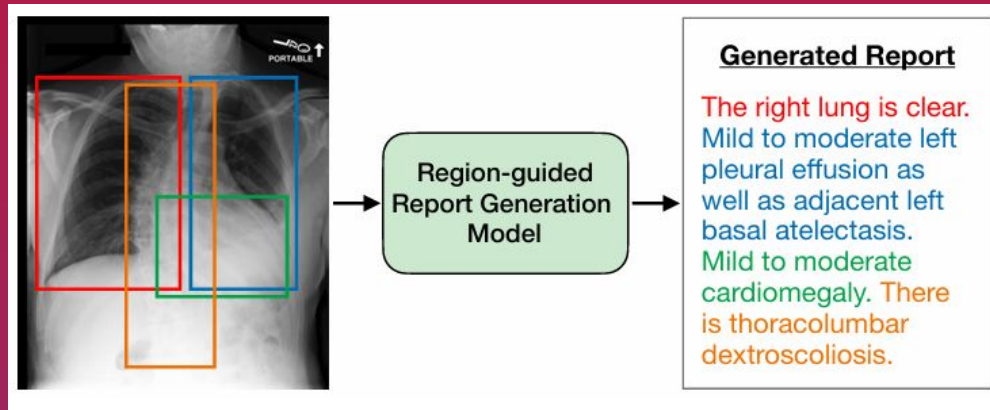 PORTABLE
Region-guided
Report Generation
Model
Generated Report
The right lung is clear.
Mild to moderate left
pleural effusion as
well as adjacent left
basal atelectasis.
Mild to moderate
cardiomegaly. There
is thoracolumbar
dextroscoliosis.